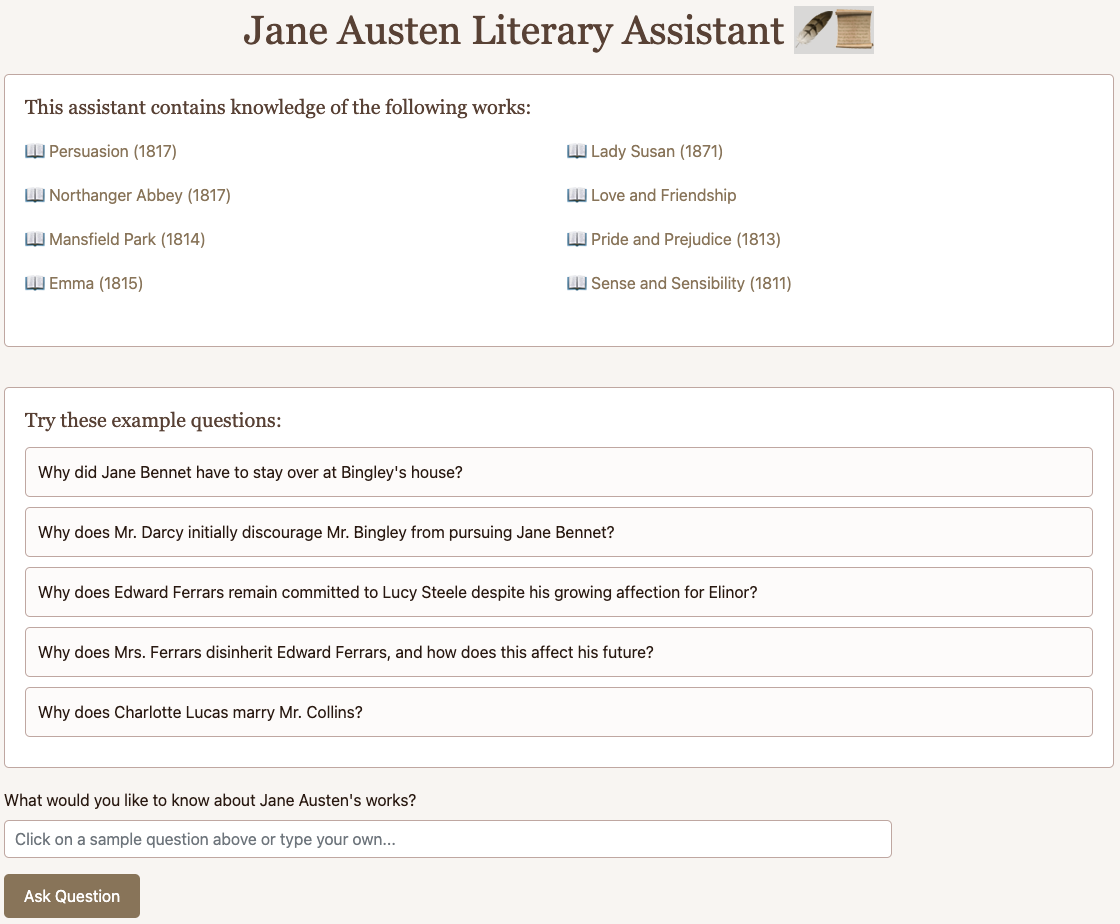 Jane Austen Literary Assistant
This assistant contains knowledge of the following works:
Persuasion (1817)
Northanger Abbey (1817)
Mansfield Park (1814)
Emma (1815)
Lady Susan (1871)
Love and Friendship
Pride and Prejudice (1813)
Sense and Sensibility (1811)
Try these example questions:
Why did Jane Bennet have to stay over at Bingley's house?
Why does Mr. Darcy initially discourage Mr. Bingley from pursuing Jane Bennet?
Why does Edward Ferrars remain committed to Lucy Steele despite his growing affection for Elinor?
Why does Mrs. Ferrars disinherit Edward Ferrars, and how does this affect his future?
Why does Charlotte Lucas marry Mr. Collins?
What would you like to know about Jane Austen's works?
Click on a sample question above or type your own...
Ask Question